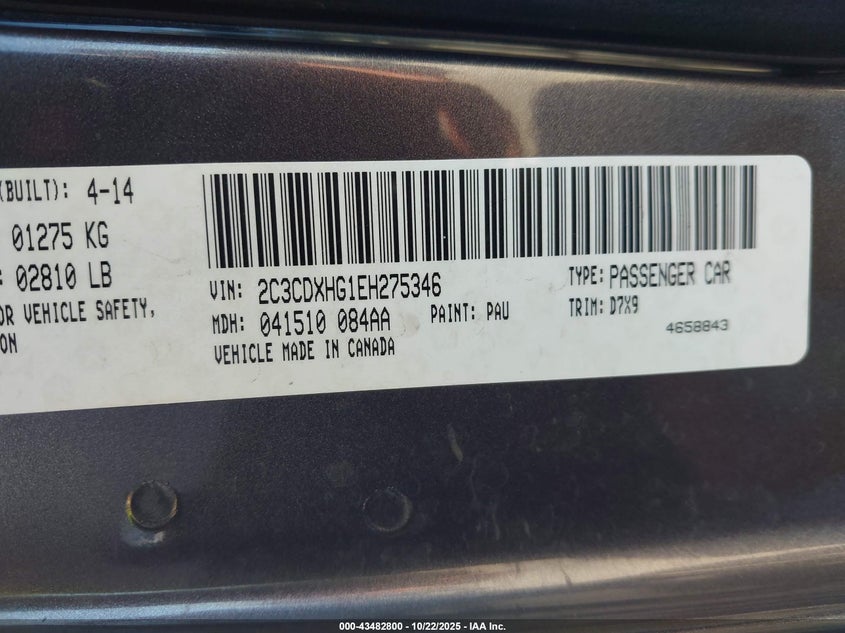 (BUILT): 4-14
01275 KG
: 02810 LB
OR VEHICLE SAFETY,
ON
VIN: 2C3CDXHG1EH275346
TYPE: PASSENGER CAR
MDH: 041510 084AA
PAINT: PAU
TRIM: D7X9
VEHICLE MADE IN CANADA
4658843
000-43482800 - 10/22/2025 - IAA Inc.